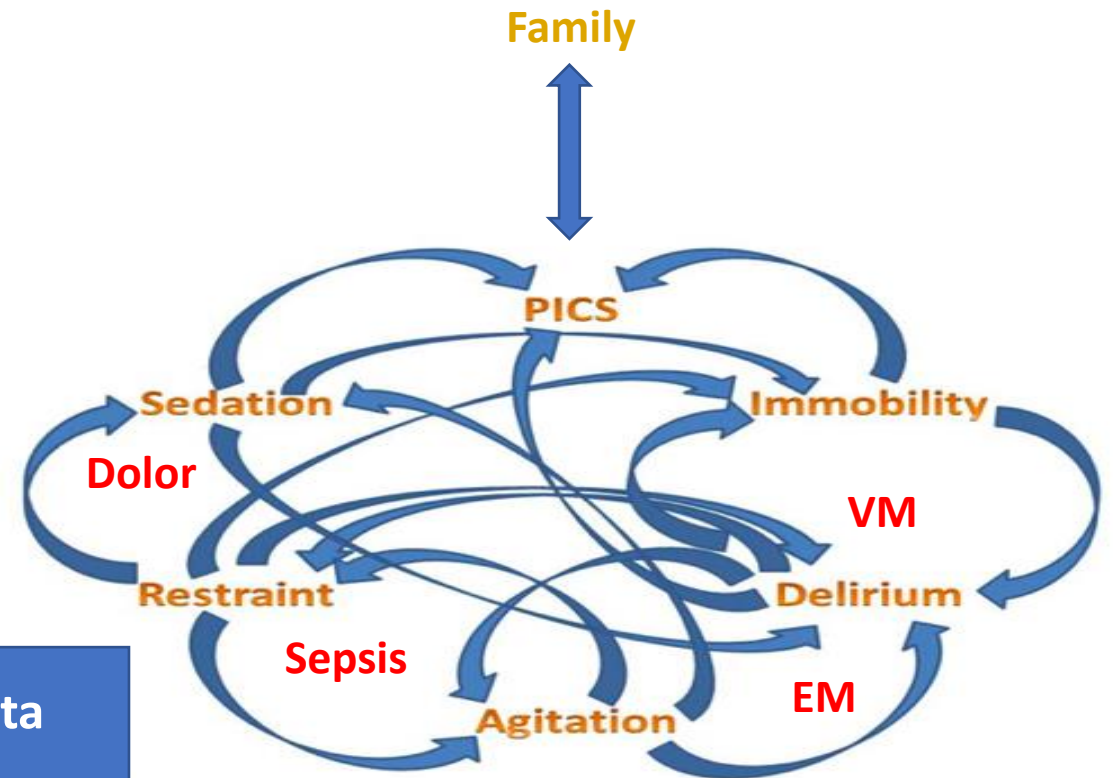 Family
PICS
Sedation
Immobility
Dolor
VM
Restraint
Delirium
Sepsis
EM
ta
Agitation